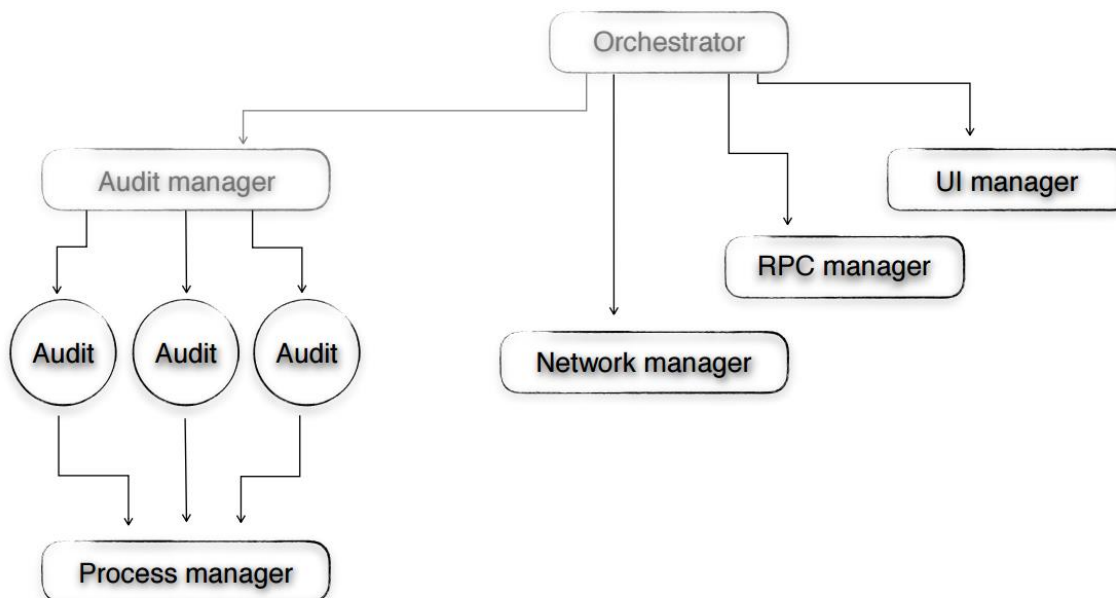 Orchestrator
Audit manager
UI manager
RPC manager
Audit
Audit
Audit
Network manager
Process manager